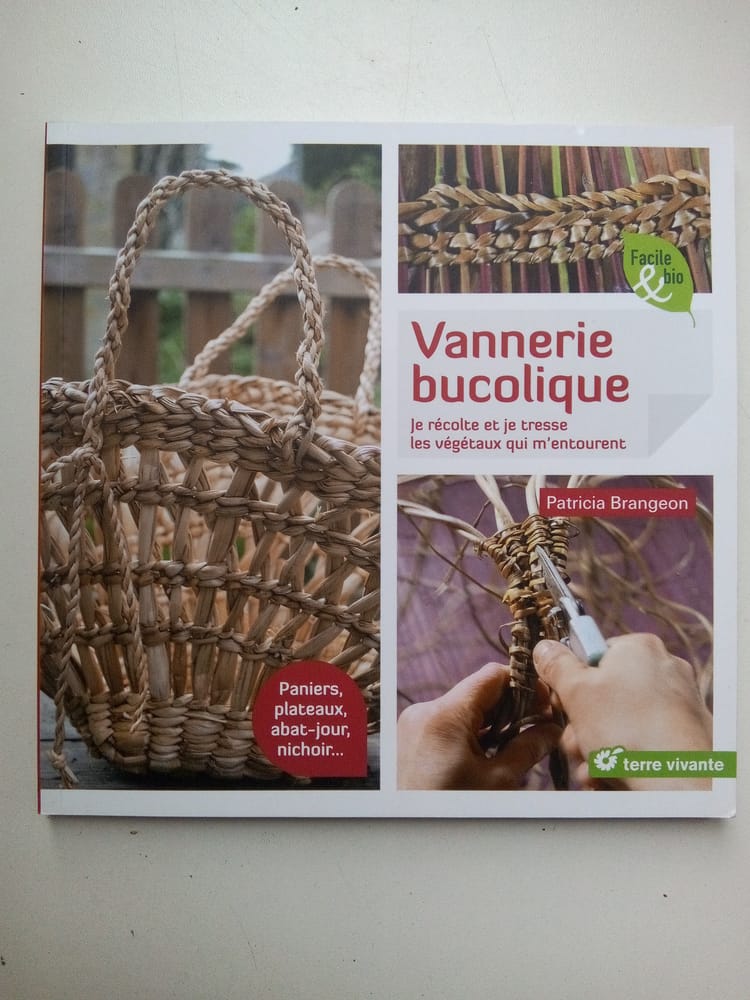 Facile
&
bio
Vannerie
bucolique
Je récolte et je tresse
les végétaux qui m'entourent
Patricia Brangeon
Paniers,
plateaux,
abat-jour,
nichoir...
terre vivante